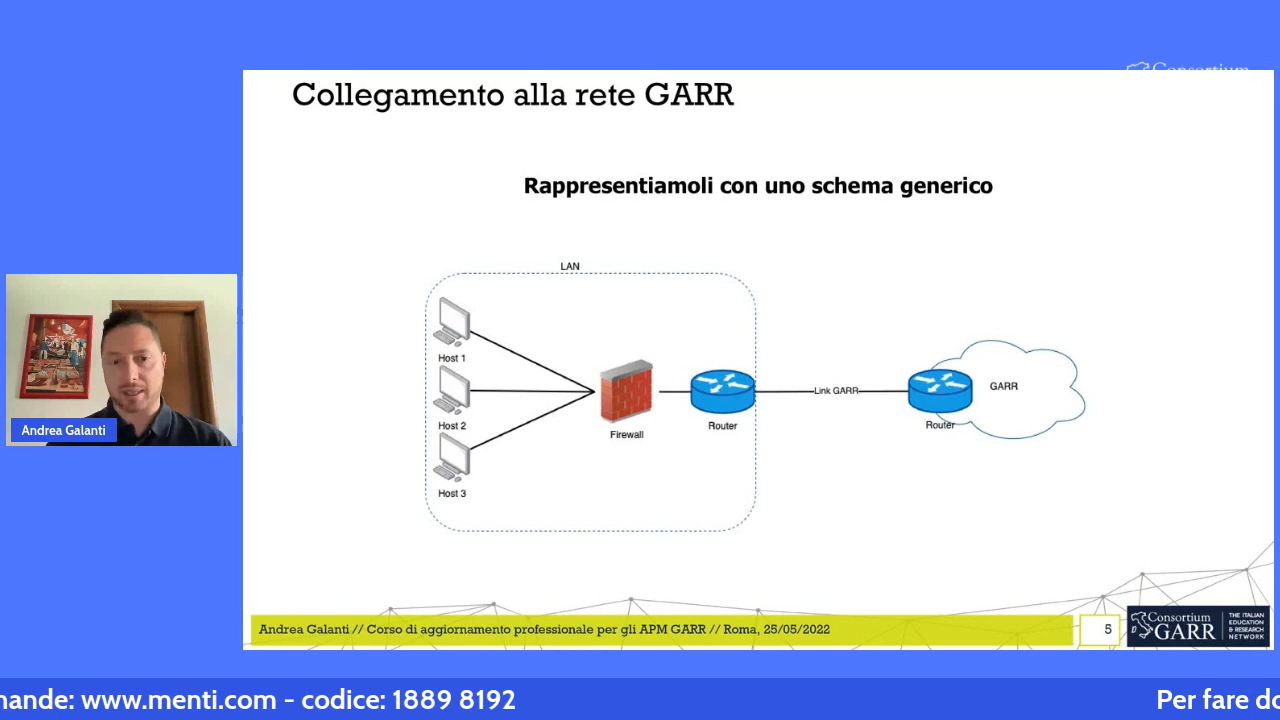 Consortium
Collegamento alla rete GARR
Rappresentiamoli con uno schema generico
LAN
Host 1
Host 2
Host 3
Firewall
Router
Link GARR
Router
GARR
Andrea Galanti
Andrea Galanti // Corso di aggiornamento professionale per gli APM GARR // Roma, 25/05/2022
5
Consortium
GARR
THE ITALIAN
EDUCATION
& RESEARCH
NETWORK
mande: www.menti.com - codice: 1889 8192
Per fare do